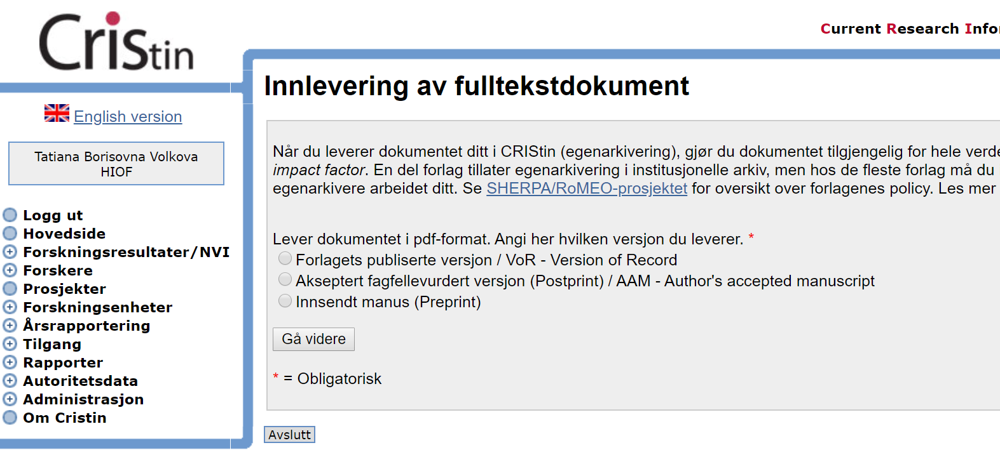 CRIStin
Current Research Info
English version
Tatiana Borisovna Volkova
HIOF
Logg ut
Hovedside
Forskningsresultater/NVI
Forskere
Prosjekter
Forskningsenheter
Årsrapportering
Tilgang
Rapporter
Autoritetsdata
Administrasjon
Om Cristin
Innlevering av fulltekstdokument
Når du leverer dokumentet ditt i CRIStin (egenarkivering), gjør du dokumentet tilgjengelig for hele verde
impact factor. En del forlag tillater egenarkivering i institusjonelle arkiv, men hos de fleste forlag må du
egenarkivere arbeidet ditt. Se SHERPA/RoMEO-prosjektet for oversikt over forlagenes policy. Les mer
Lever dokumentet i pdf-format. Angi her hvilken versjon du leverer. *
Forlagets publiserte versjon / VoR - Version of Record
Akseptert fagfellevurdert versjon (Postprint) / AAM - Author's accepted manuscript
Innsendt manus (Preprint)
Gå videre
* = Obligatorisk
Avslutt